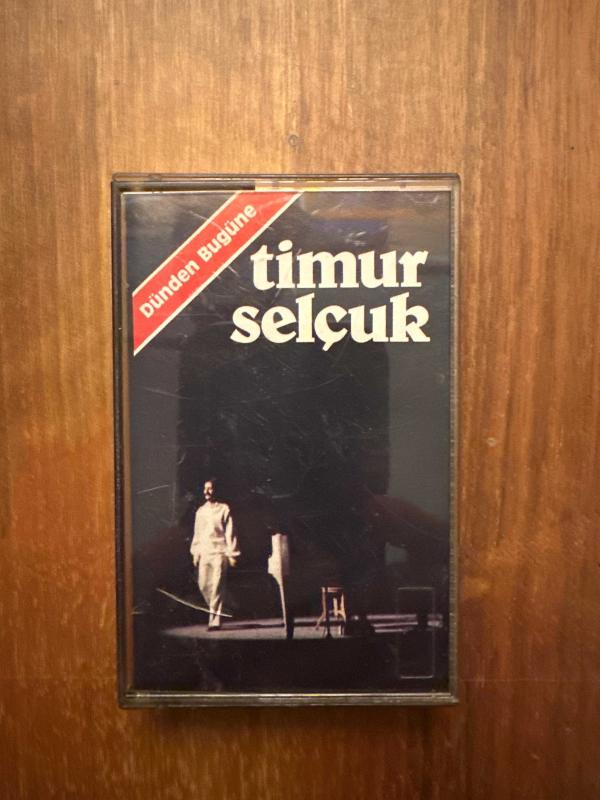 Dünden Bugüne
timur
selçuk